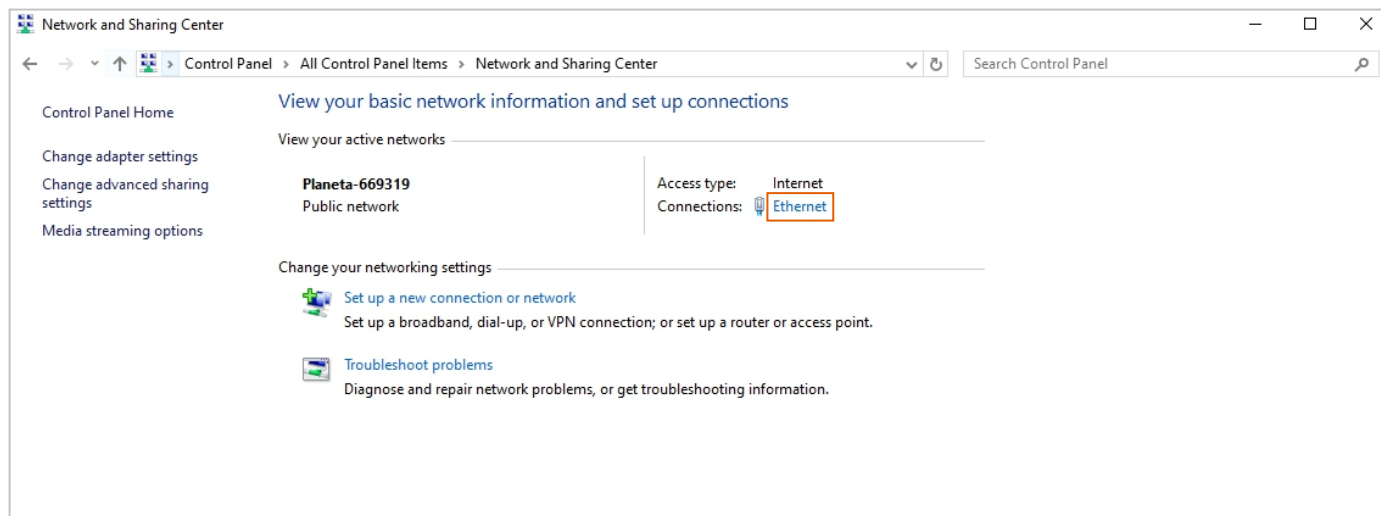 Network and Sharing Center
Control Panel > All Control Panel Items > Network and Sharing Center
Search Control Panel
Control Panel Home
Change adapter settings
Change advanced sharing
settings
Media streaming options
View your basic network information and set up connections
View your active networks
Planeta-669319
Public network
Access type: Internet
Connections: Ethernet
Change your networking settings
Set up a new connection or network
Set up a broadband, dial-up, or VPN connection; or set up a router or access point.
Troubleshoot problems
Diagnose and repair network problems, or get troubleshooting information.